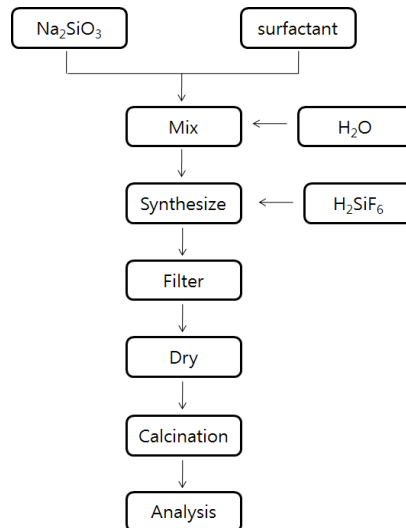 Na₂SiO₃
surfactant
Mix
H₂O
Synthesize
H₂SiF₆
Filter
Dry
Calcination
Analysis